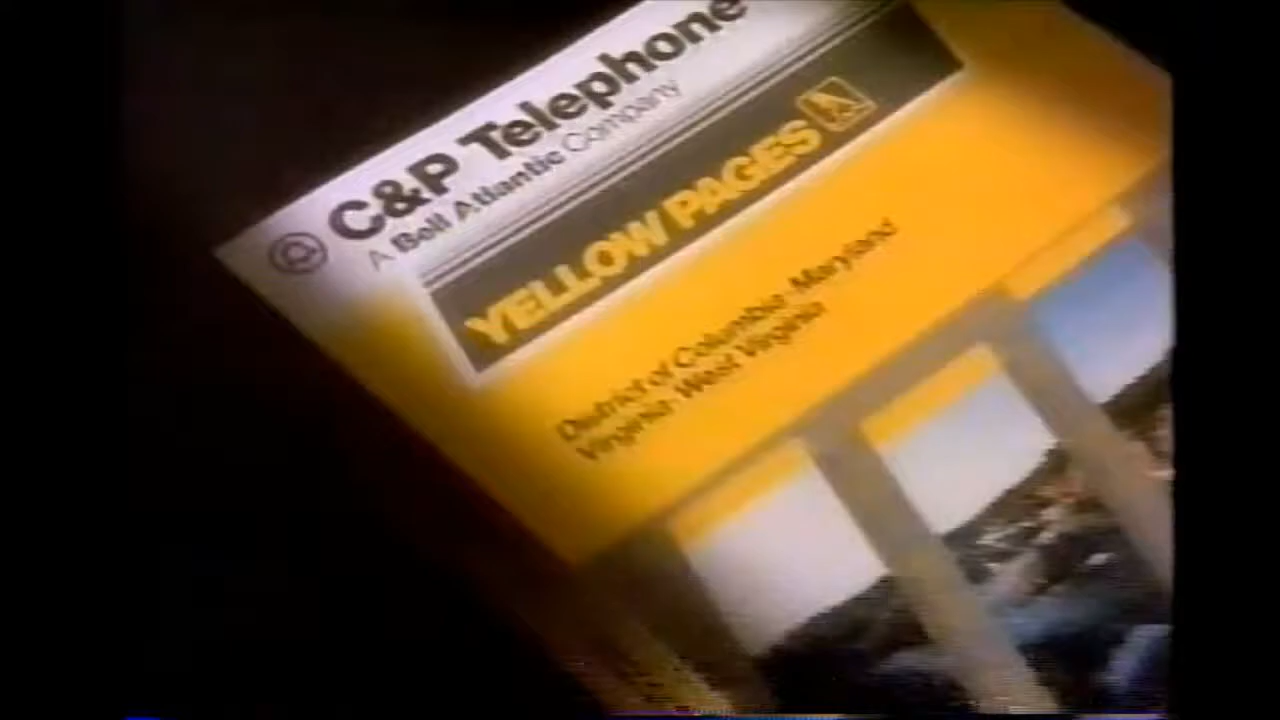 C&P Telephone
A Bell Atlantic Company
YELLOW PAGES
District of Columbia · Maryland
Virginia · West Virginia